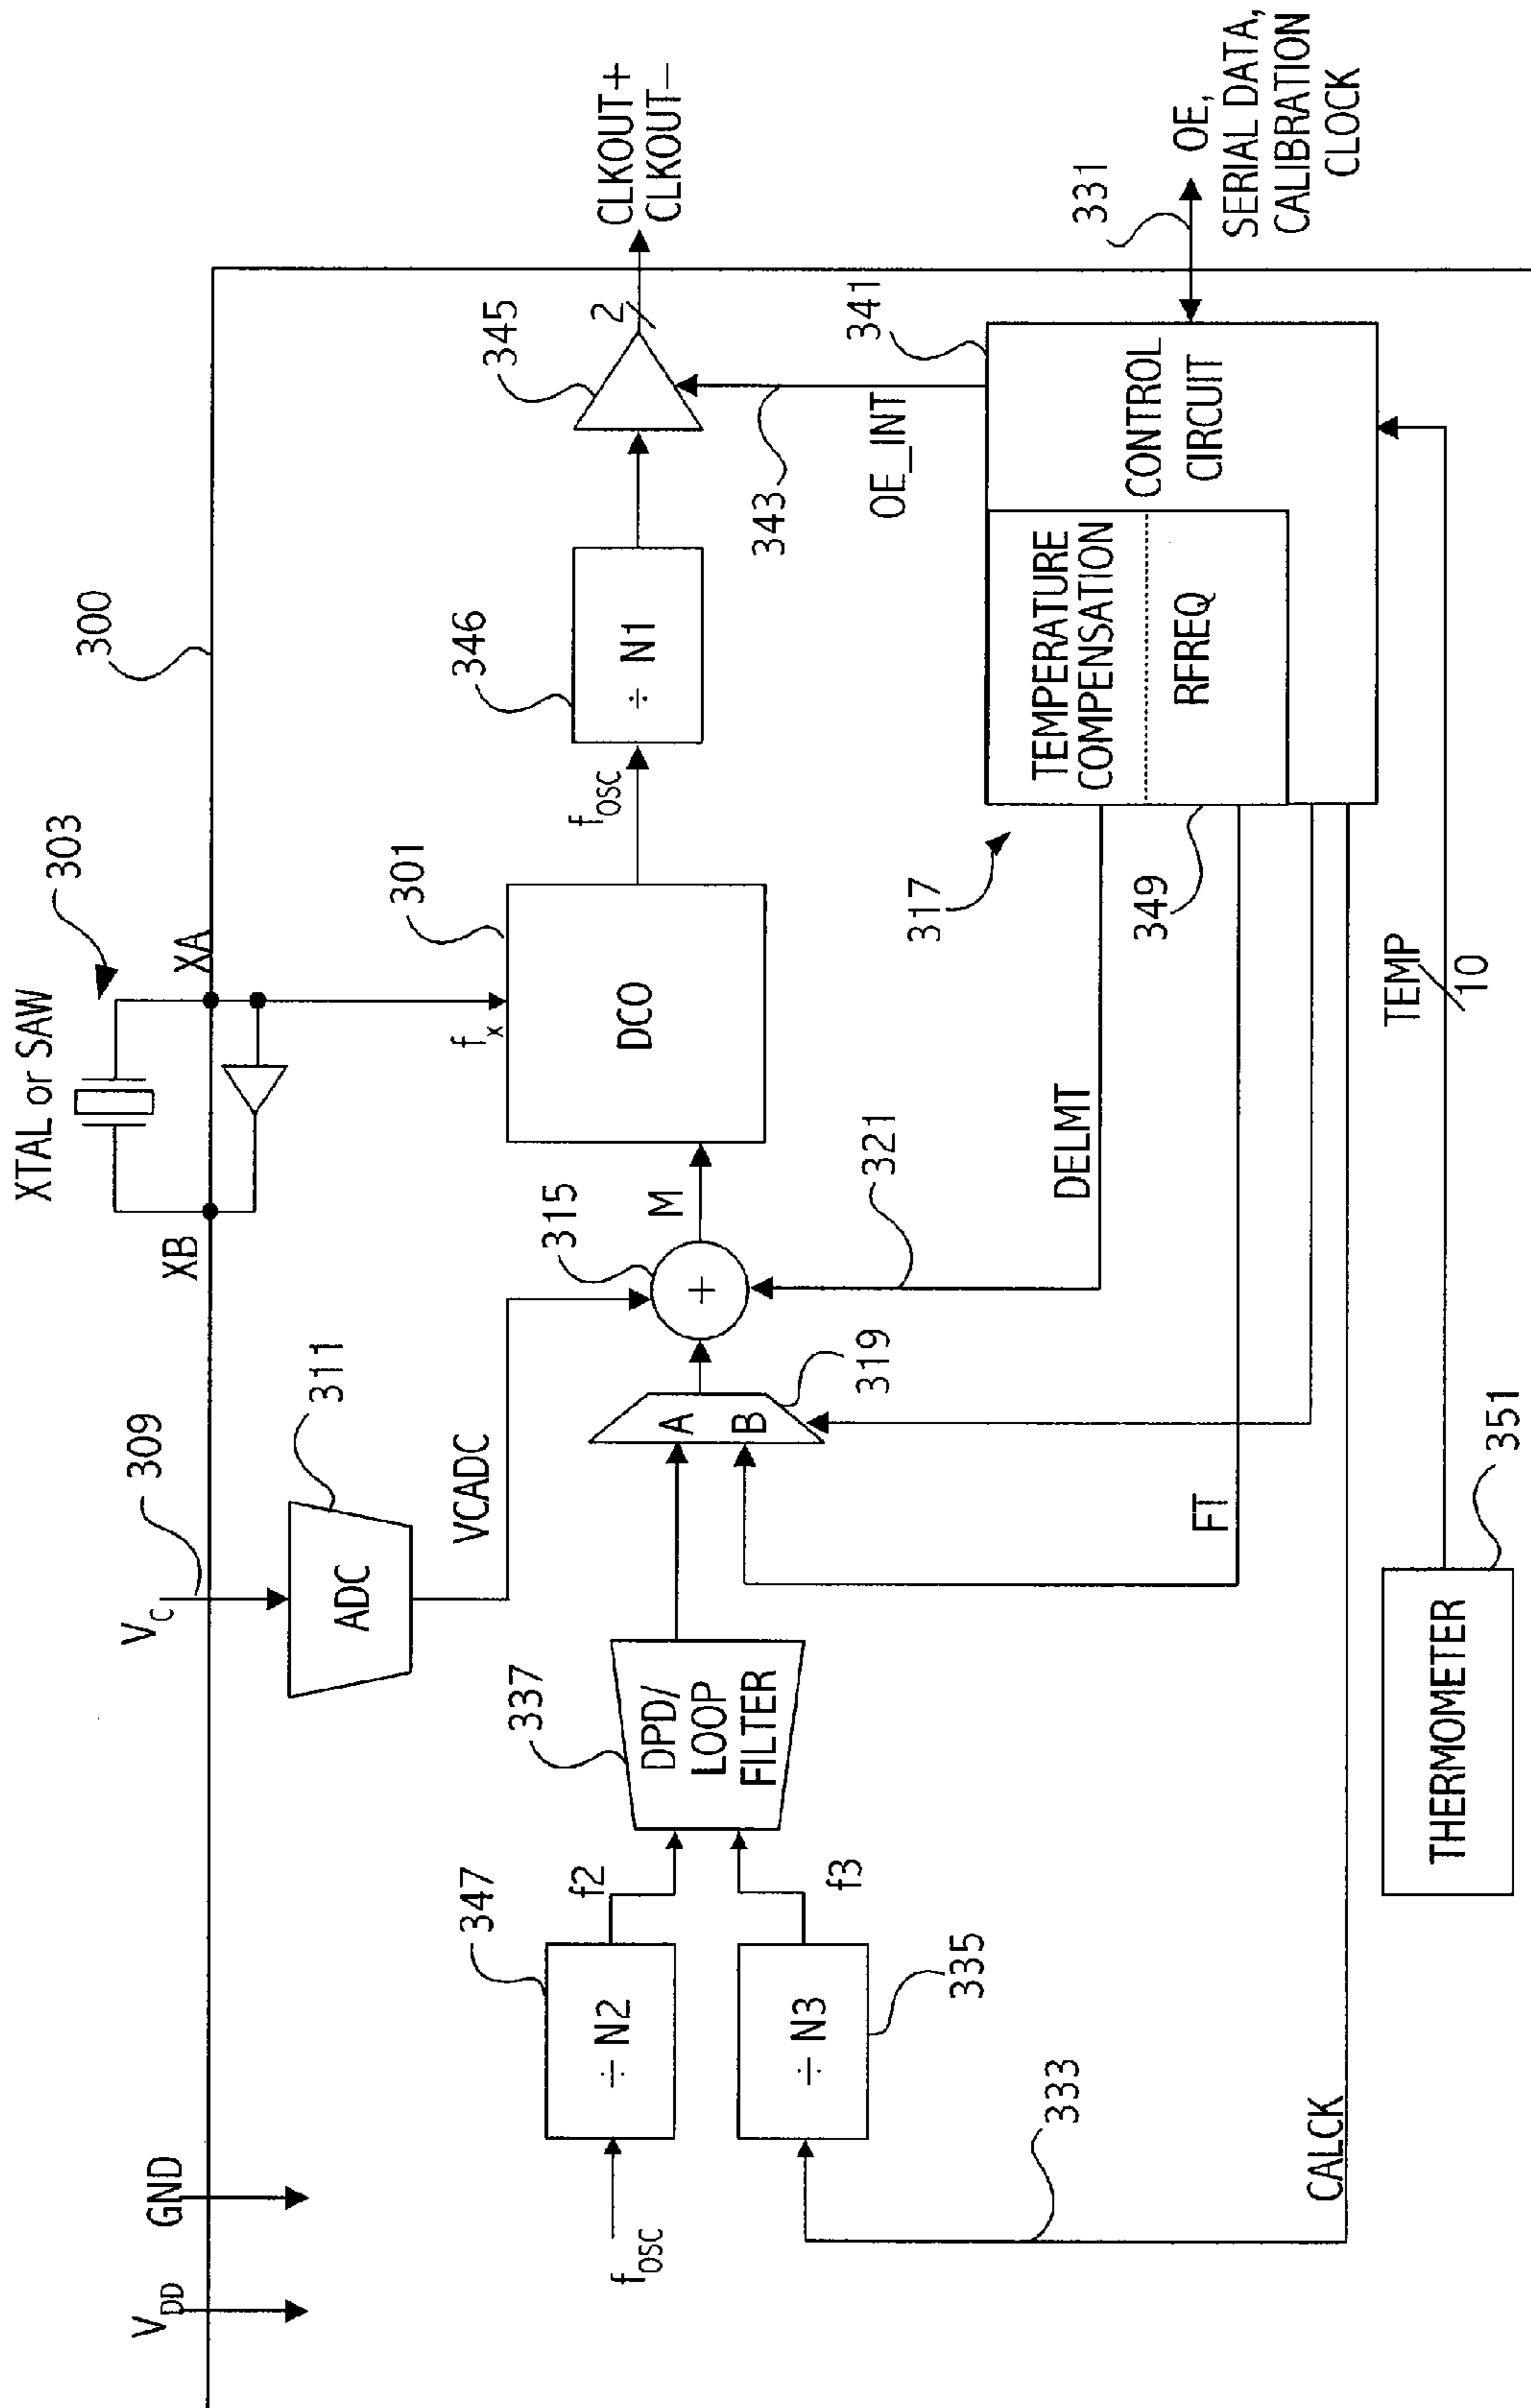 XTAL or SAW
303
300
V_DD
GND
V_C
309
XB
XA
311
ADC
VCADC
f_x
301
DCO
315
+
M
f_OSC
346
÷ N1
345
2
CLKOUT+
CLKOUT−
347
÷ N2
f_OSC
f2
337
DPD/
LOOP
FILTER
A
B
319
321
343
OE_INT
÷ N3
335
f3
333
DELMT
317
341
TEMPERATURE
COMPENSATION
RFREQ
CONTROL
CIRCUIT
331
OE,
SERIAL DATA,
CALIBRATION
CLOCK
FT
349
CALCK
TEMP
10
THERMOMETER
351